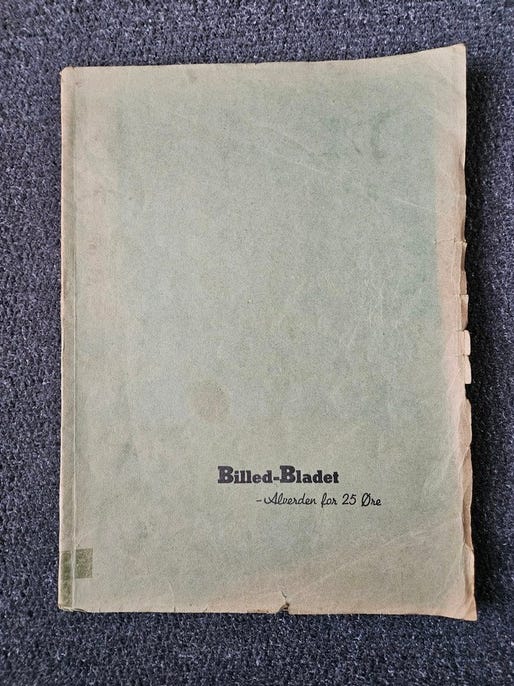 Billed-Bladet
- Alverden for 25 Øre